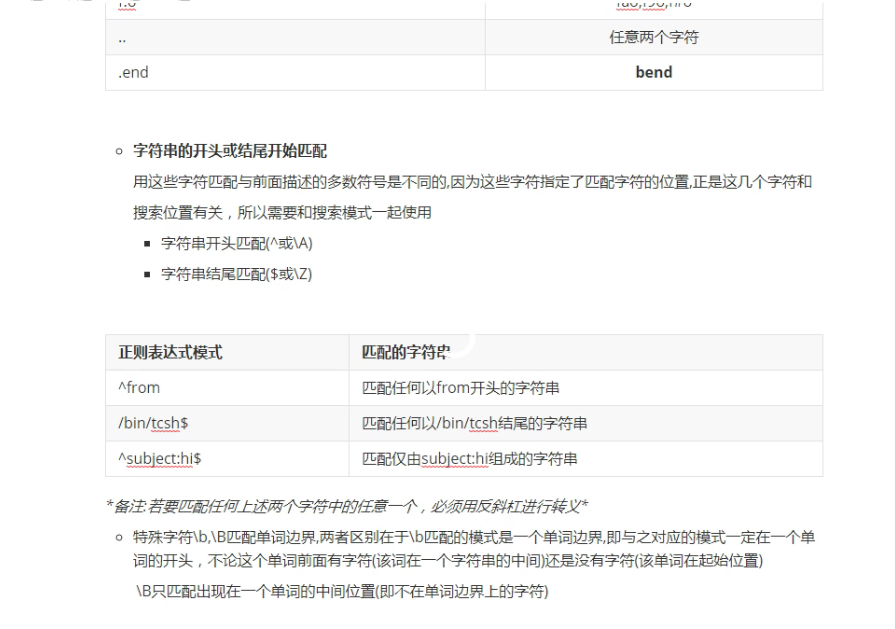 ..	任意两个字符
.end	bend
字符串的开头或结尾开始匹配
用这些字符匹配与前面描述的多数符号是不同的,因为这些字符指定了匹配字符的位置,正是这几个字符和
搜索位置有关，所以需要和搜索模式一起使用
字符串开头匹配(^或\A)
字符串结尾匹配($或\Z)
正则表达式模式	匹配的字符串
^from	匹配任何以from开头的字符串
/bin/tcsh$	匹配任何以/bin/tcsh结尾的字符串
^subject:hi$	匹配仅由subject:hi组成的字符串
*备注:若要匹配任何上述两个字符中的任意一个，必须用反斜杠进行转义*
特殊字符\b,\B匹配单词边界,两者区别在于\b匹配的模式是一个单词边界,即与之对应的模式一定在一个单
词的开头，不论这个单词前面有字符(该词在一个字符串的中间)还是没有字符(该单词在起始位置)
\B只匹配出现在一个单词的中间位置(即不在单词边界上的字符)